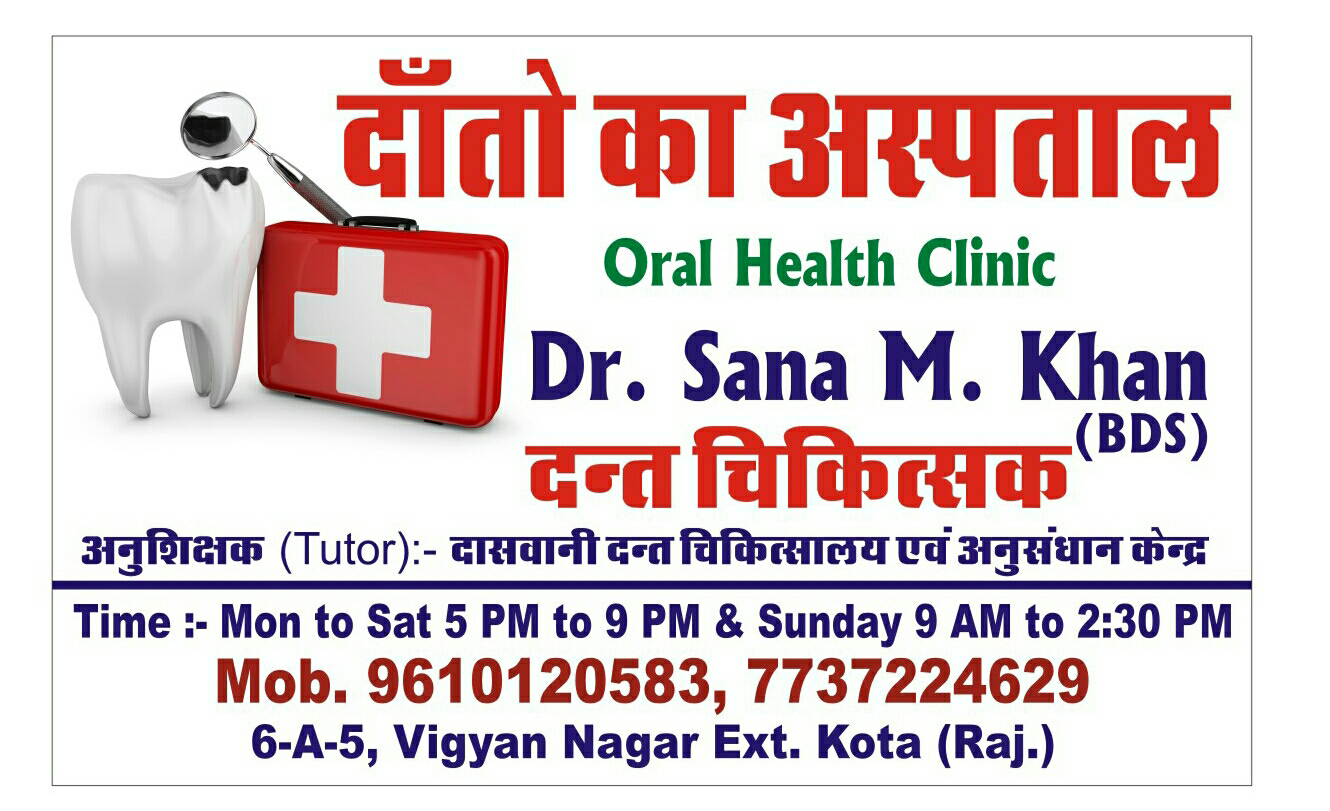 दाँतो का अस्पताल
Oral Health Clinic
Dr. Sana M. Khan
(BDS)
दन्त चिकित्सक
अनुशिक्षक (Tutor):- दासवानी दन्त चिकित्सालय एवं अनुसंधान केन्द्र
Time :- Mon to Sat 5 PM to 9 PM & Sunday 9 AM to 2:30 PM
Mob. 9610120583, 7737224629
6-A-5, Vigyan Nagar Ext. Kota (Raj.)